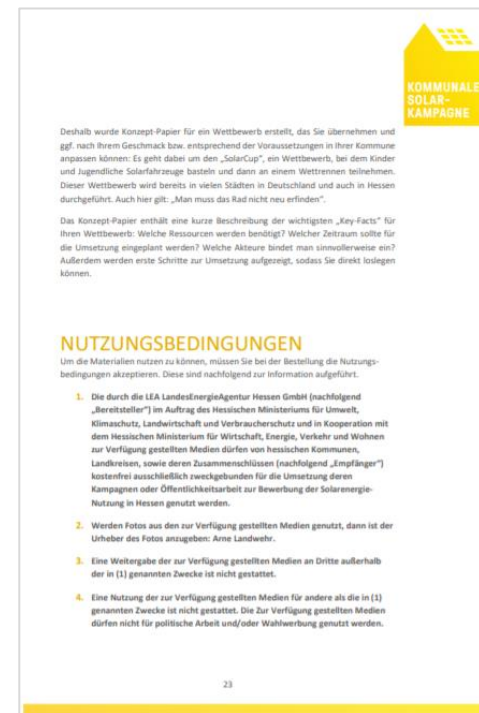 KOMMUNALE
SOLAR-
KAMPAGNE
Deshalb wurde Konzept-Papier für ein Wettbewerb erstellt, das Sie übernehmen und
ggf. nach Ihrem Geschmack bzw. entsprechend der Voraussetzungen in Ihrer Kommune
anpassen können: Es geht dabei um den „SolarCup“, ein Wettbewerb, bei dem Kinder
und Jugendliche Solarfahrzeuge basteln und dann an einem Wettrennen teilnehmen.
Dieser Wettbewerb wird bereits in vielen Städten in Deutschland und auch in Hessen
durchgeführt. Auch hier gilt: „Man muss das Rad nicht neu erfinden“.
Das Konzept-Papier enthält eine kurze Beschreibung der wichtigsten „Key-Facts“ für
Ihren Wettbewerb: Welche Ressourcen werden benötigt? Welcher Zeitraum sollte für
die Umsetzung eingeplant werden? Welche Akteure bindet man sinnvollerweise ein?
Außerdem werden erste Schritte zur Umsetzung aufgezeigt, sodass Sie direkt loslegen
können.
NUTZUNGSBEDINGUNGEN
Um die Materialien nutzen zu können, müssen Sie bei der Bestellung die Nutzungs-
bedingungen akzeptieren. Diese sind nachfolgend zur Information aufgeführt.
1. Die durch die LEA LandesEnergieAgentur Hessen GmbH (nachfolgend
„Bereitsteller“) im Auftrag des Hessischen Ministeriums für Umwelt,
Klimaschutz, Landwirtschaft und Verbraucherschutz und in Kooperation mit
dem Hessischen Ministerium für Wirtschaft, Energie, Verkehr und Wohnen
zur Verfügung gestellten Medien dürfen von hessischen Kommunen,
Landkreisen, sowie deren Zusammenschlüssen (nachfolgend „Empfänger“)
kostenfrei ausschließlich zweckgebunden für die Umsetzung deren
Kampagnen oder Öffentlichkeitsarbeit zur Bewerbung der Solarenergie-
Nutzung in Hessen genutzt werden.
2. Werden Fotos aus den zur Verfügung gestellten Medien genutzt, dann ist der
Urheber des Fotos anzugeben: Arne Landwehr.
3. Eine Weitergabe der zur Verfügung gestellten Medien an Dritte außerhalb
der in (1) genannten Zwecke ist nicht gestattet.
4. Eine Nutzung der zur Verfügung gestellten Medien für andere als die in (1)
genannten Zwecke ist nicht gestattet. Die Zur Verfügung gestellten Medien
dürfen nicht für politische Arbeit und/oder Wahlwerbung genutzt werden.
23